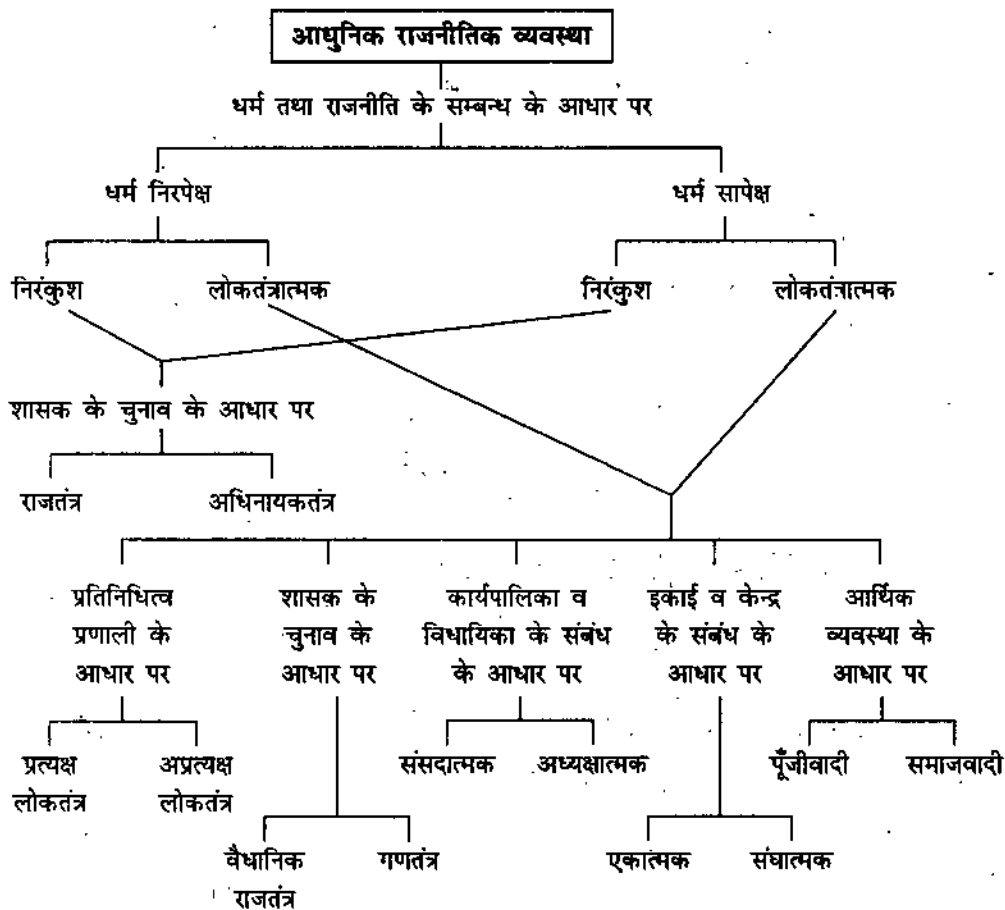 आधुनिक राजनीतिक व्यवस्था
धर्म तथा राजनीति के सम्बन्ध के आधार पर
धर्म निरपेक्ष
धर्म सापेक्ष
निरंकुश
लोकतंत्रात्मक
निरंकुश
लोकतंत्रात्मक
शासक के चुनाव के आधार पर
राजतंत्र
अधिनायकतंत्र
प्रतिनिधित्व
प्रणाली के
आधार पर
शासक के
चुनाव के
आधार पर
कार्यपालिका व
विधायिका के संबंध
के आधार पर
इकाई व केन्द्र
के संबंध के
आधार पर
आर्थिक
व्यवस्था के
आधार पर
प्रत्यक्ष
लोकतंत्र
अप्रत्यक्ष
लोकतंत्र
संसदात्मक
अध्यक्षात्मक
पूँजीवादी
समाजवादी
वैधानिक
राजतंत्र
गणतंत्र
एकात्मक
संघात्मक